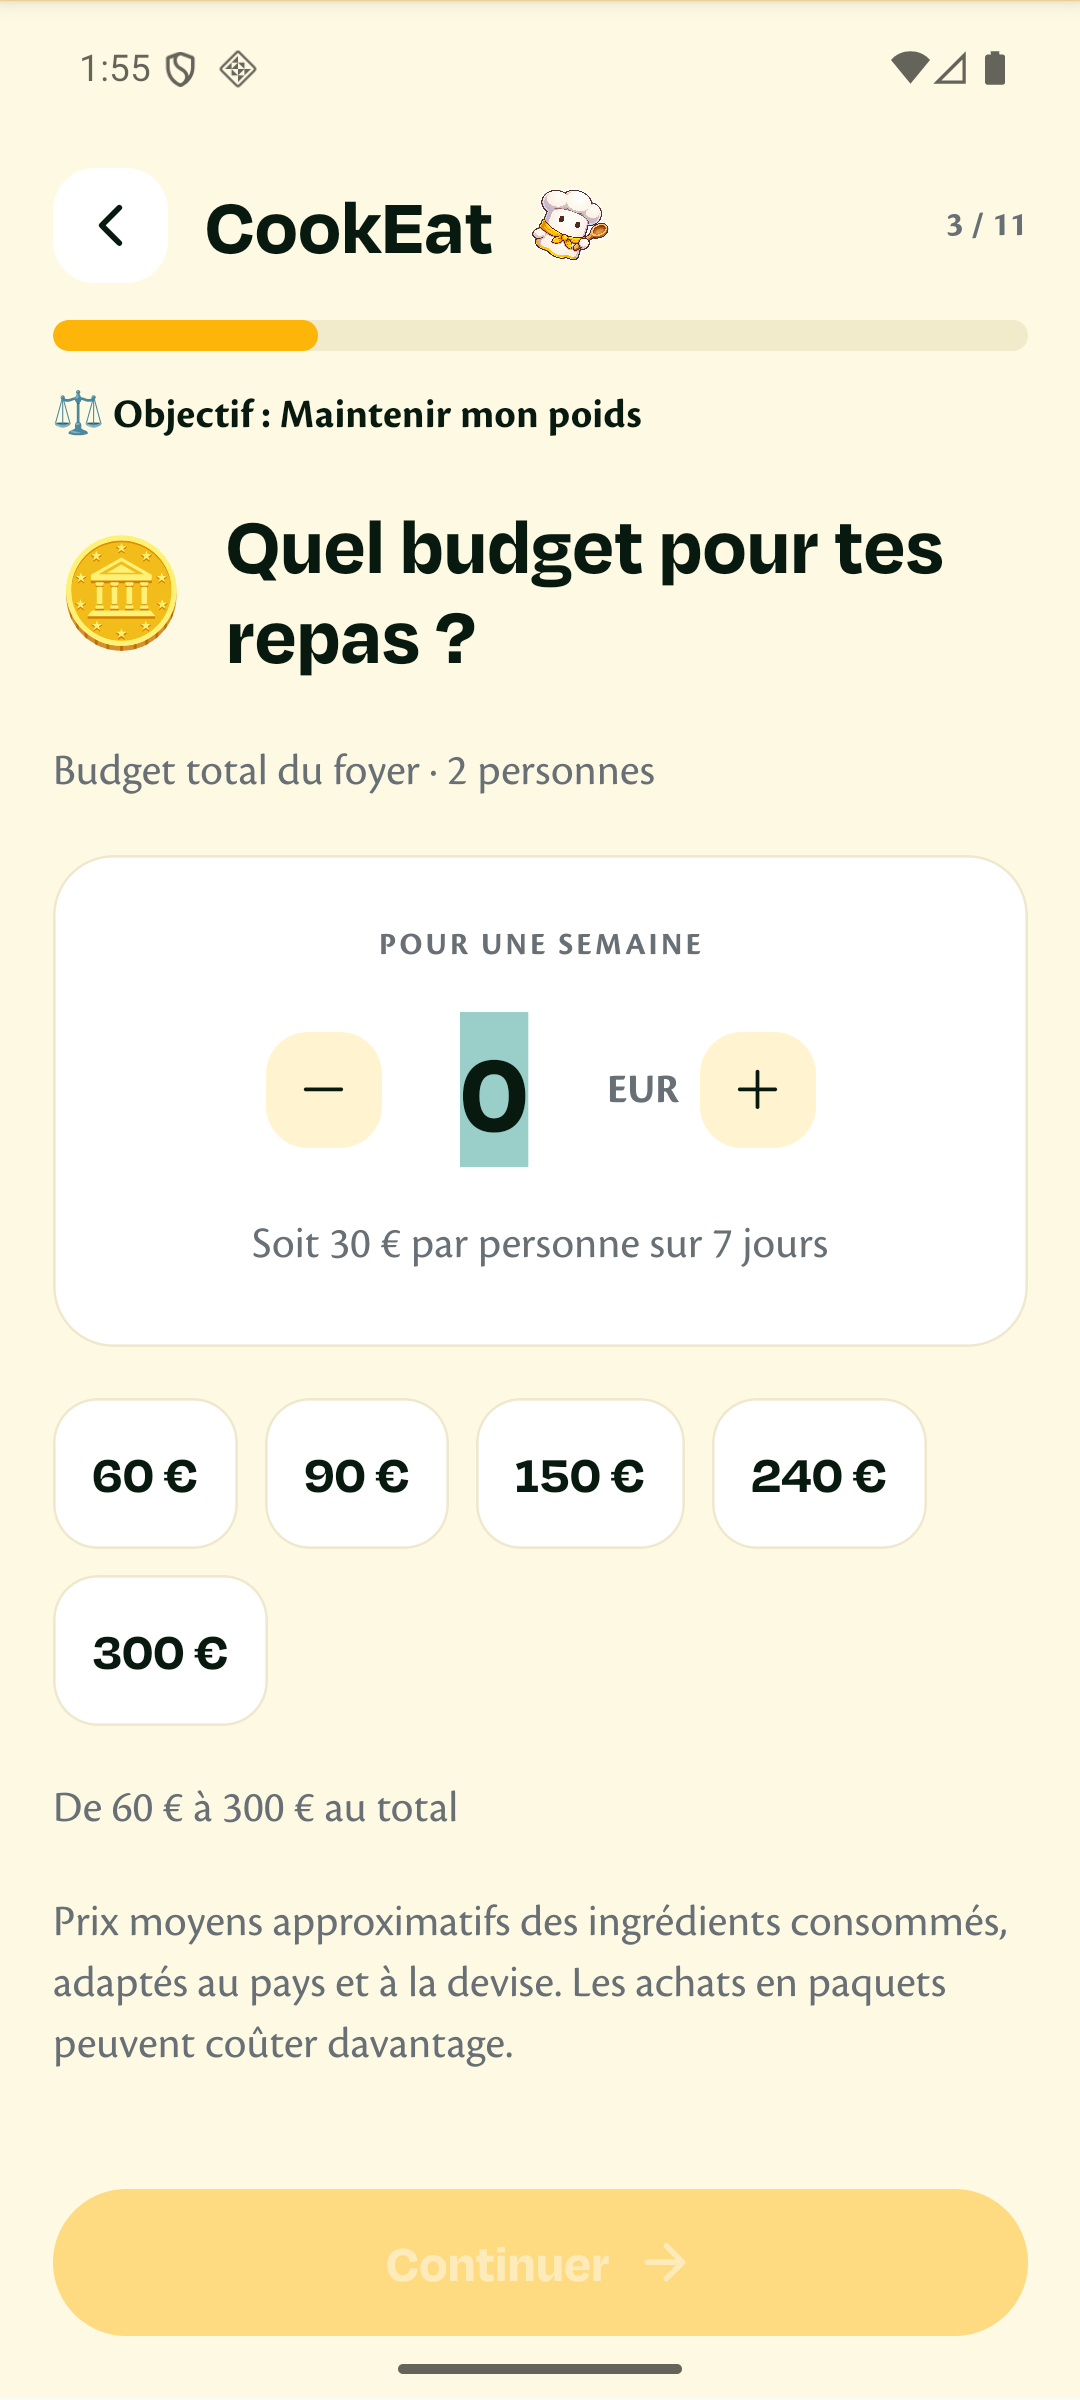 1:55
CookEat
3 / 11
Objectif : Maintenir mon poids
Quel budget pour tes
repas ?
Budget total du foyer · 2 personnes
POUR UNE SEMAINE
0 EUR
Soit 30 € par personne sur 7 jours
60 € 90 € 150 € 240 €
300 €
De 60 € à 300 € au total
Prix moyens approximatifs des ingrédients consommés,
adaptés au pays et à la devise. Les achats en paquets
peuvent coûter davantage.
Continuer →